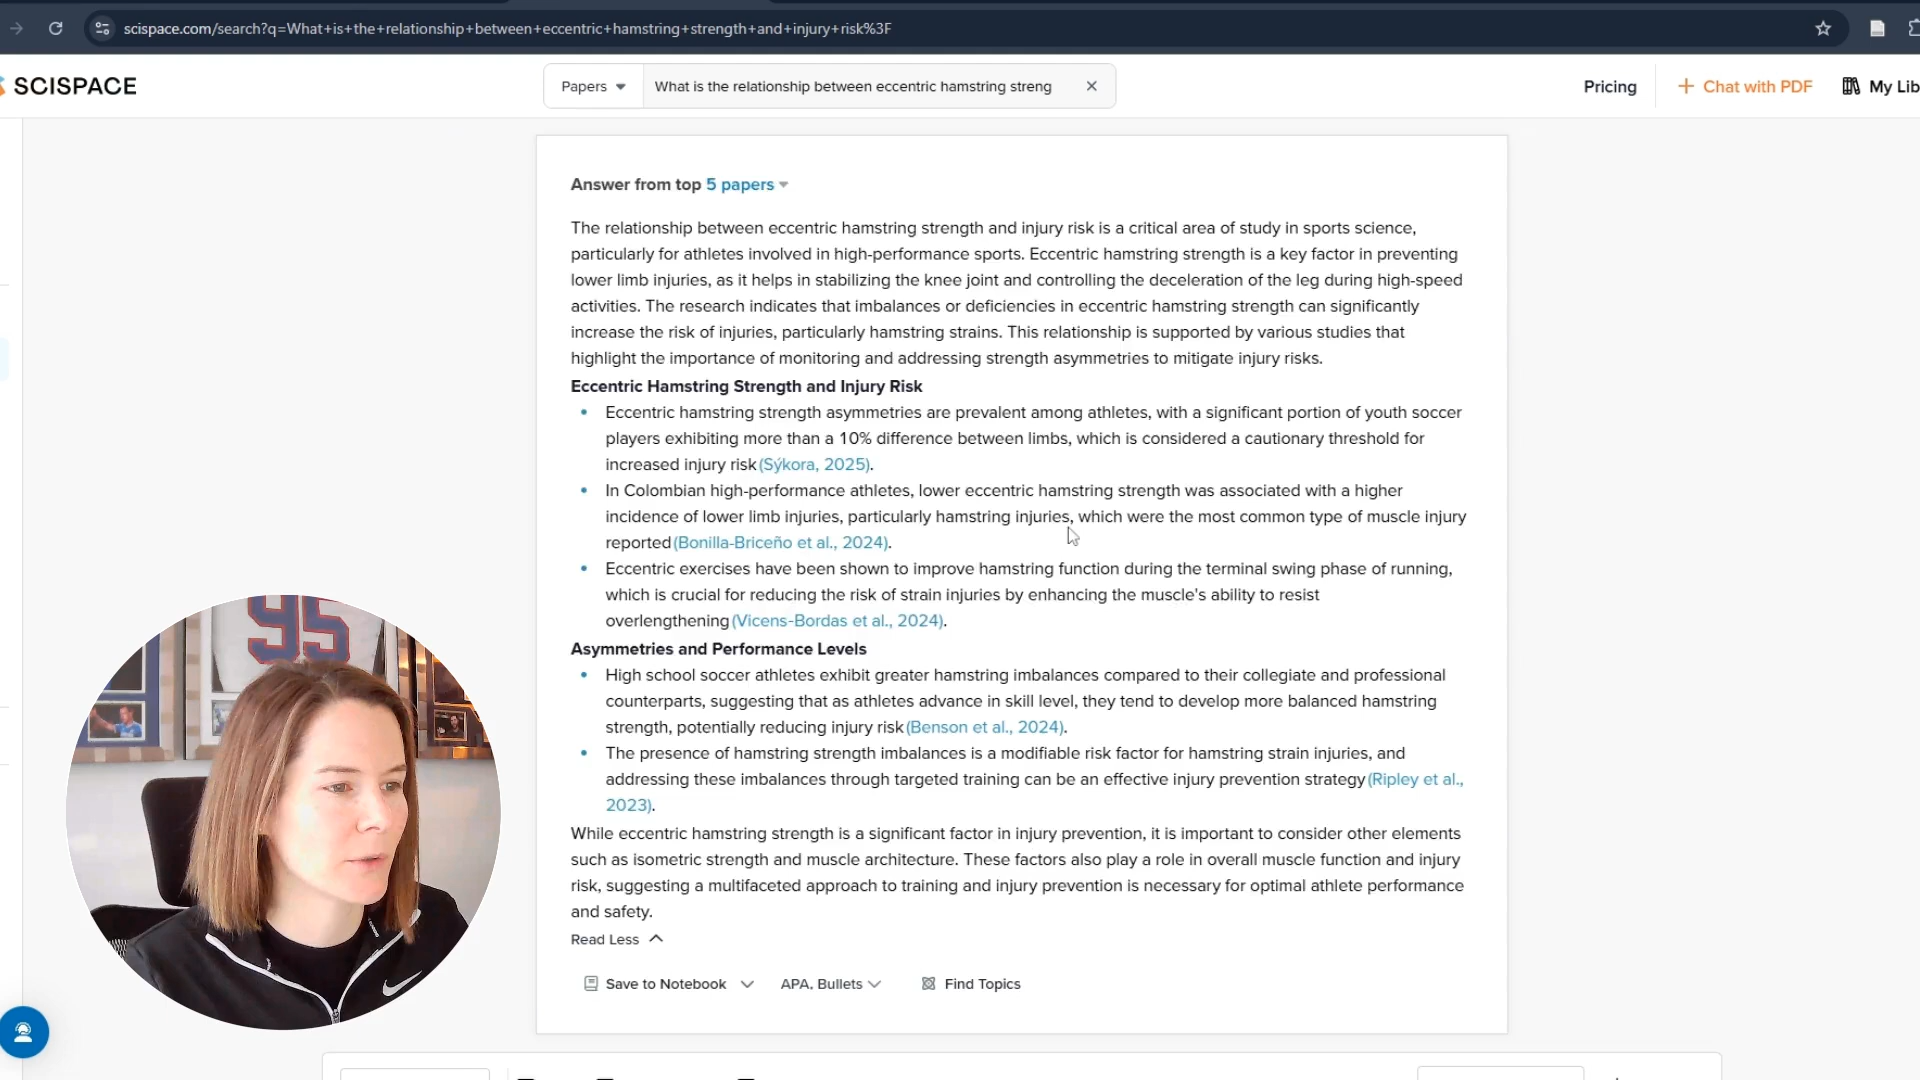 scispace.com/search?q=What+is+the+relationship+between+eccentric+hamstring+strength+and+injury+risk%3F
SCISPACE
Papers
What is the relationship between eccentric hamstring streng
Pricing
Chat with PDF
My Lib
Answer from top 5 papers
The relationship between eccentric hamstring strength and injury risk is a critical area of study in sports science,
particularly for athletes involved in high-performance sports. Eccentric hamstring strength is a key factor in preventing
lower limb injuries, as it helps in stabilizing the knee joint and controlling the deceleration of the leg during high-speed
activities. The research indicates that imbalances or deficiencies in eccentric hamstring strength can significantly
increase the risk of injuries, particularly hamstring strains. This relationship is supported by various studies that
highlight the importance of monitoring and addressing strength asymmetries to mitigate injury risks.
Eccentric Hamstring Strength and Injury Risk
• Eccentric hamstring strength asymmetries are prevalent among athletes, with a significant portion of youth soccer
players exhibiting more than a 10% difference between limbs, which is considered a cautionary threshold for
increased injury risk(Sýkora, 2025).
• In Colombian high-performance athletes, lower eccentric hamstring strength was associated with a higher
incidence of lower limb injuries, particularly hamstring injuries, which were the most common type of muscle injury
reported(Bonilla-Briceño et al., 2024).
• Eccentric exercises have been shown to improve hamstring function during the terminal swing phase of running,
which is crucial for reducing the risk of strain injuries by enhancing the muscle's ability to resist
overlengthening(Vicens-Bordas et al., 2024).
Asymmetries and Performance Levels
• High school soccer athletes exhibit greater hamstring imbalances compared to their collegiate and professional
counterparts, suggesting that as athletes advance in skill level, they tend to develop more balanced hamstring
strength, potentially reducing injury risk(Benson et al., 2024).
• The presence of hamstring strength imbalances is a modifiable risk factor for hamstring strain injuries, and
addressing these imbalances through targeted training can be an effective injury prevention strategy(Ripley et al.,
2023).
While eccentric hamstring strength is a significant factor in injury prevention, it is important to consider other elements
such as isometric strength and muscle architecture. These factors also play a role in overall muscle function and injury
risk, suggesting a multifaceted approach to training and injury prevention is necessary for optimal athlete performance
and safety.
Read Less
Save to Notebook
APA, Bullets
Find Topics
95